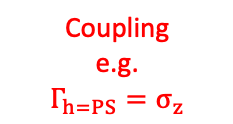 Coupling
e.g.
Γh=PS = σz